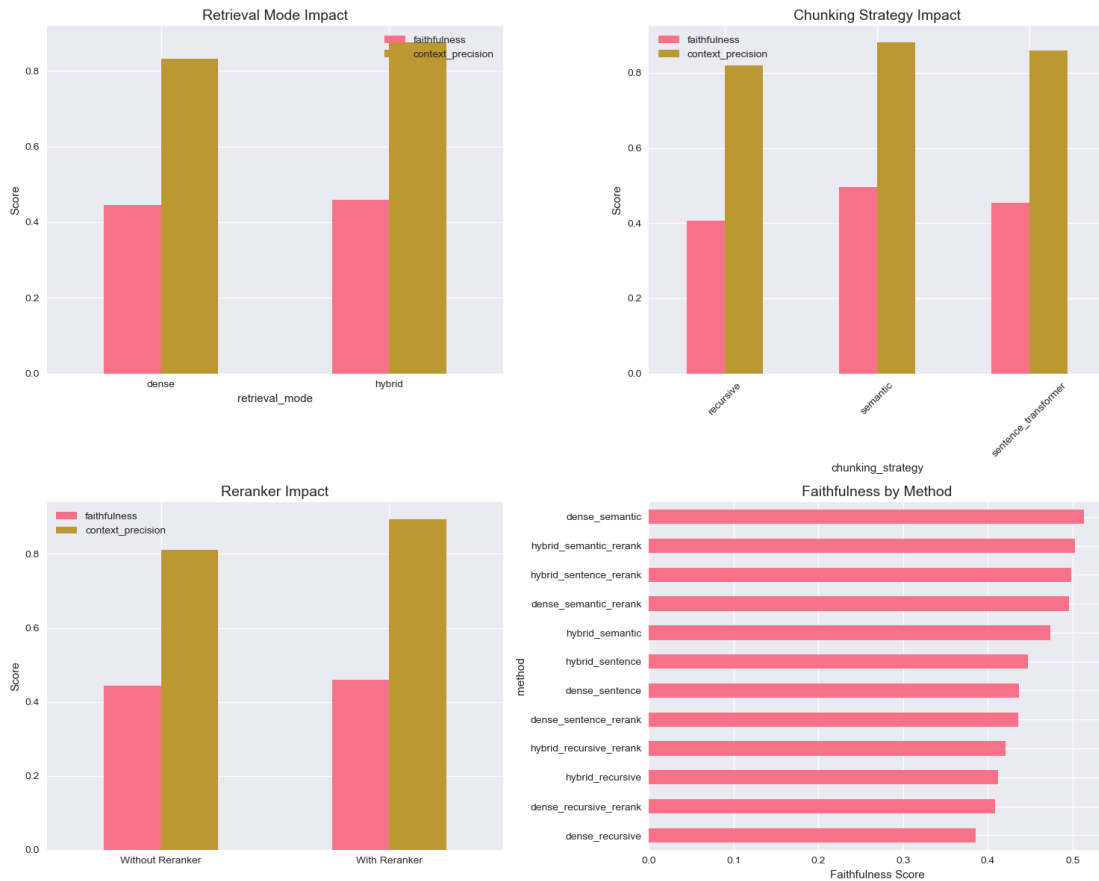 Retrieval Mode Impact
faithfulness
context_precision
0.8
0.6
0.4
0.2
0.0
Score
dense
hybrid
retrieval_mode
Chunking Strategy Impact
faithfulness
context_precision
0.8
0.6
0.4
0.2
0.0
Score
recursive
semantic
sentence_transformer
chunking_strategy
Reranker Impact
faithfulness
context_precision
0.8
0.6
0.4
0.2
0.0
Score
Without Reranker
With Reranker
Faithfulness by Method
dense_semantic
hybrid_semantic_rerank
hybrid_sentence_rerank
dense_semantic_rerank
hybrid_semantic
hybrid_sentence
dense_sentence
dense_sentence_rerank
hybrid_recursive_rerank
hybrid_recursive
dense_recursive_rerank
dense_recursive
method
0.0 0.1 0.2 0.3 0.4 0.5
Faithfulness Score